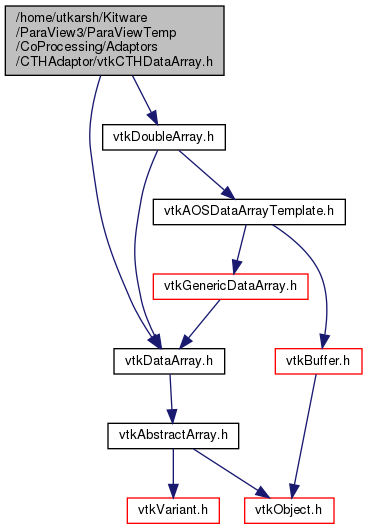 /home/utkarsh/Kitware
/ParaView3/ParaViewTemp
/CoProcessing/Adaptors
/CTHAdaptor/vtkCTHDataArray.h
vtkDoubleArray.h
vtkAOSDataArrayTemplate.h
vtkGenericDataArray.h
vtkDataArray.h
vtkBuffer.h
vtkAbstractArray.h
vtkVariant.h
vtkObject.h